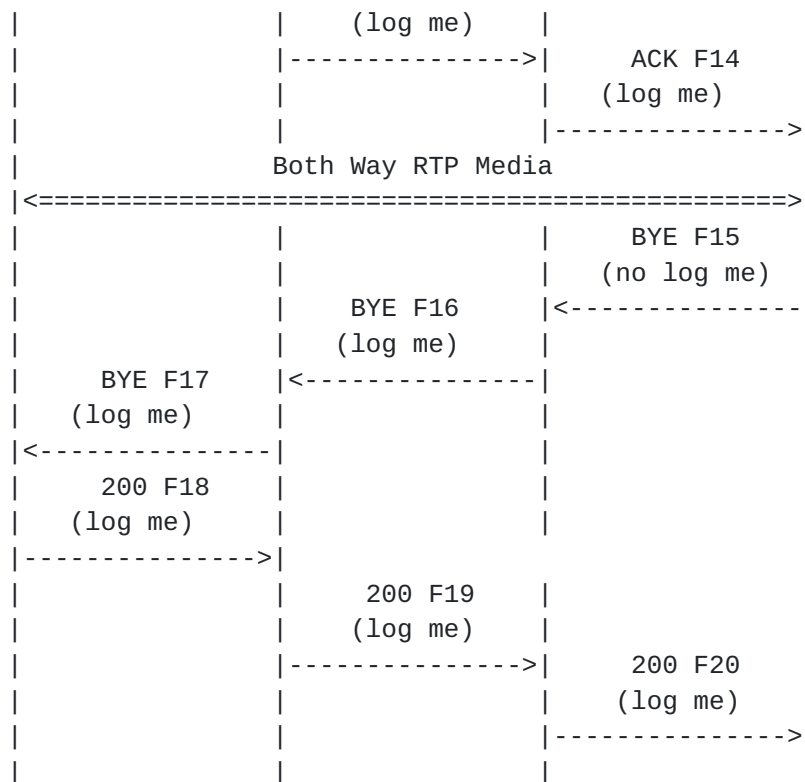 |                 |    (log me)    |
|                 |--------------->|     ACK F14
|                 |                |   (log me)
|                 |                |--------------->
|                Both Way RTP Media
|<================================================>
|                 |                |     BYE F15
|                 |                |   (no log me)
|                 |    BYE F16     |<---------------
|                 |   (log me)     |
|     BYE F17     |<---------------|
|   (log me)      |                |
|<----------------|                |
|     200 F18     |                |
|   (log me)      |                |
|--------------->|                |
|                 |     200 F19    |
|                 |    (log me)    |
|                 |--------------->|     200 F20
|                 |                |    (log me)
|                 |                |--------------->
|                 |                |